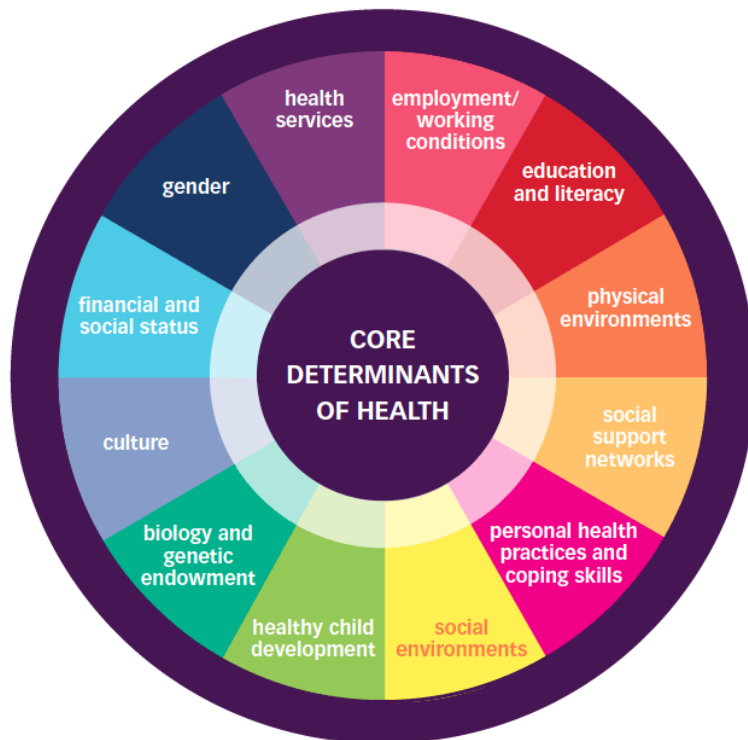 CORE
DETERMINANTS
OF HEALTH
health
services
employment/
working
conditions
education
and literacy
physical
environments
social
support
networks
personal health
practices and
coping skills
social
environments
healthy child
development
biology and
genetic
endowment
culture
financial and
social status
gender